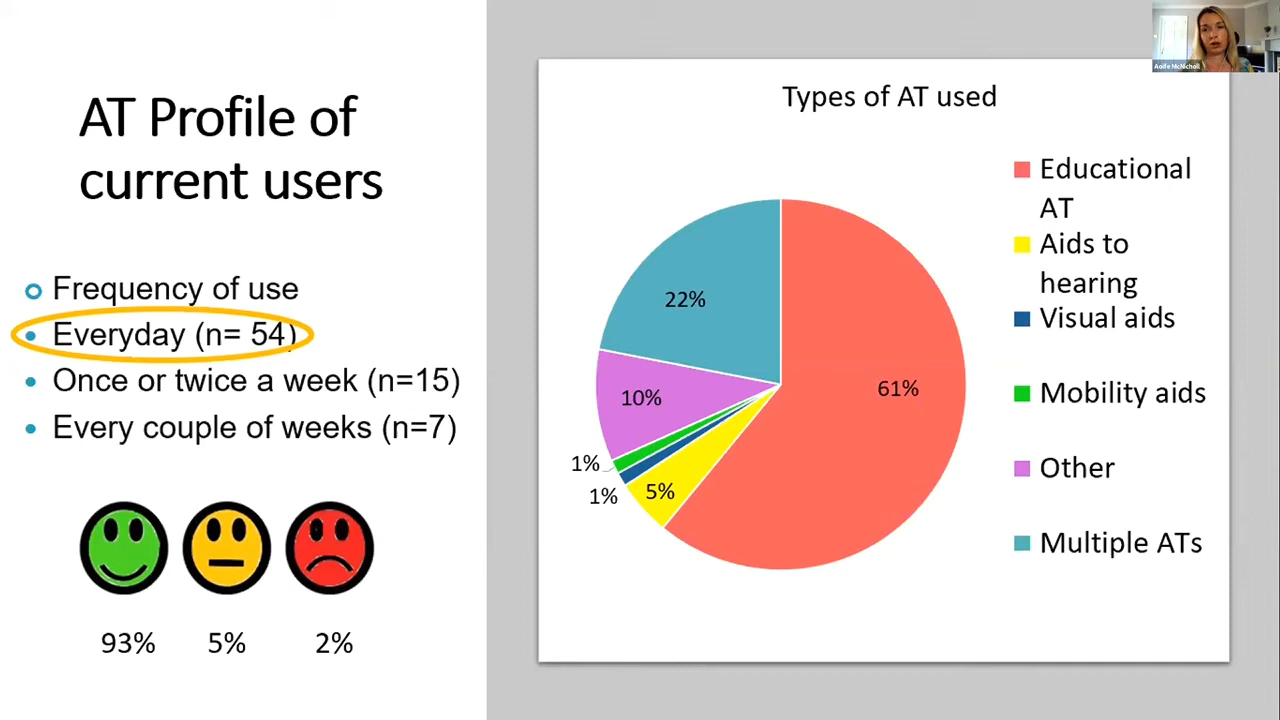 AT Profile of
current users
Frequency of use
Everyday (n= 54)
Once or twice a week (n=15)
Every couple of weeks (n=7)
93%
5%
2%
Types of AT used
22%
10%
1%
1%
5%
61%
Educational
AT
Aids to
hearing
Visual aids
Mobility aids
Other
Multiple ATs
Aoife McNicholl